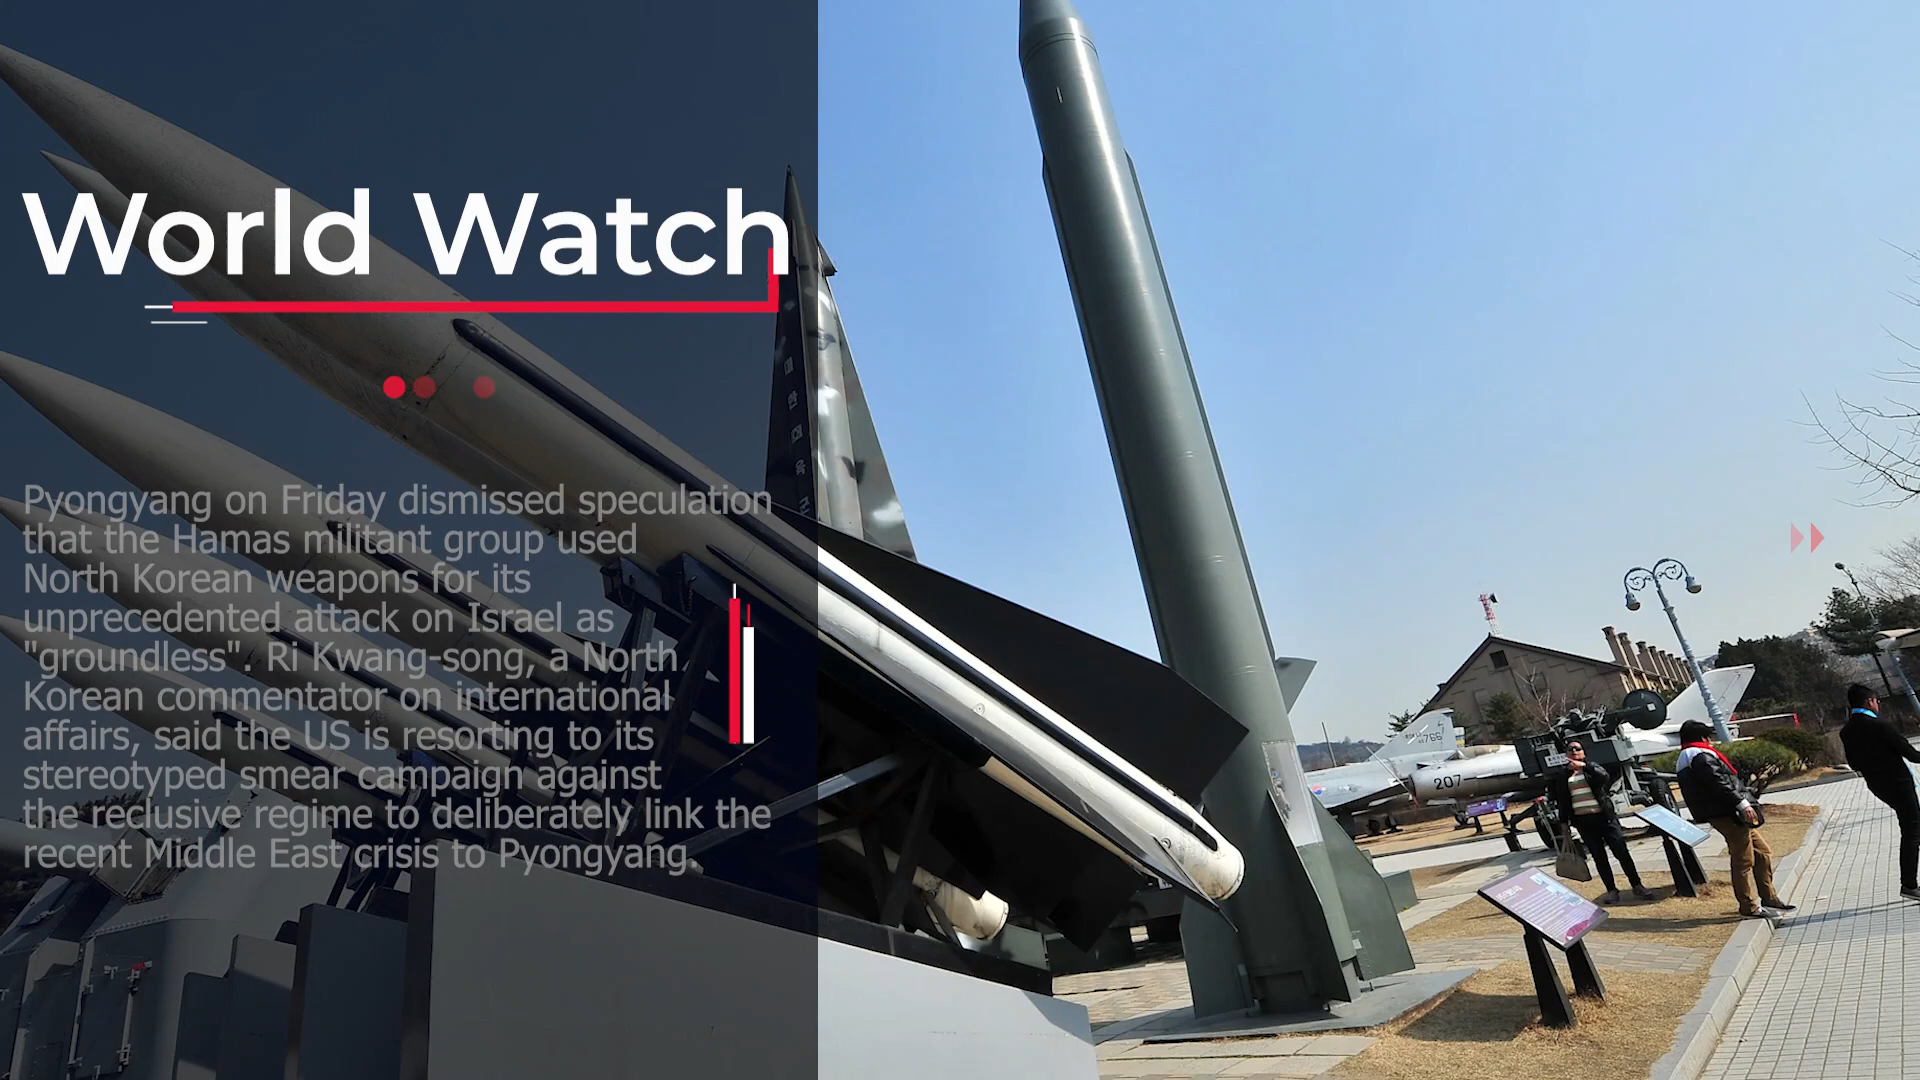 World Watch
Pyongyang on Friday dismissed speculation
that the Hamas militant group used
North Korean weapons for its
unprecedented attack on Israel as
"groundless". Ri Kwang-song, a North
Korean commentator on international
affairs, said the US is resorting to its
stereotyped smear campaign against
the reclusive regime to deliberately link the
recent Middle East crisis to Pyongyang
766
207